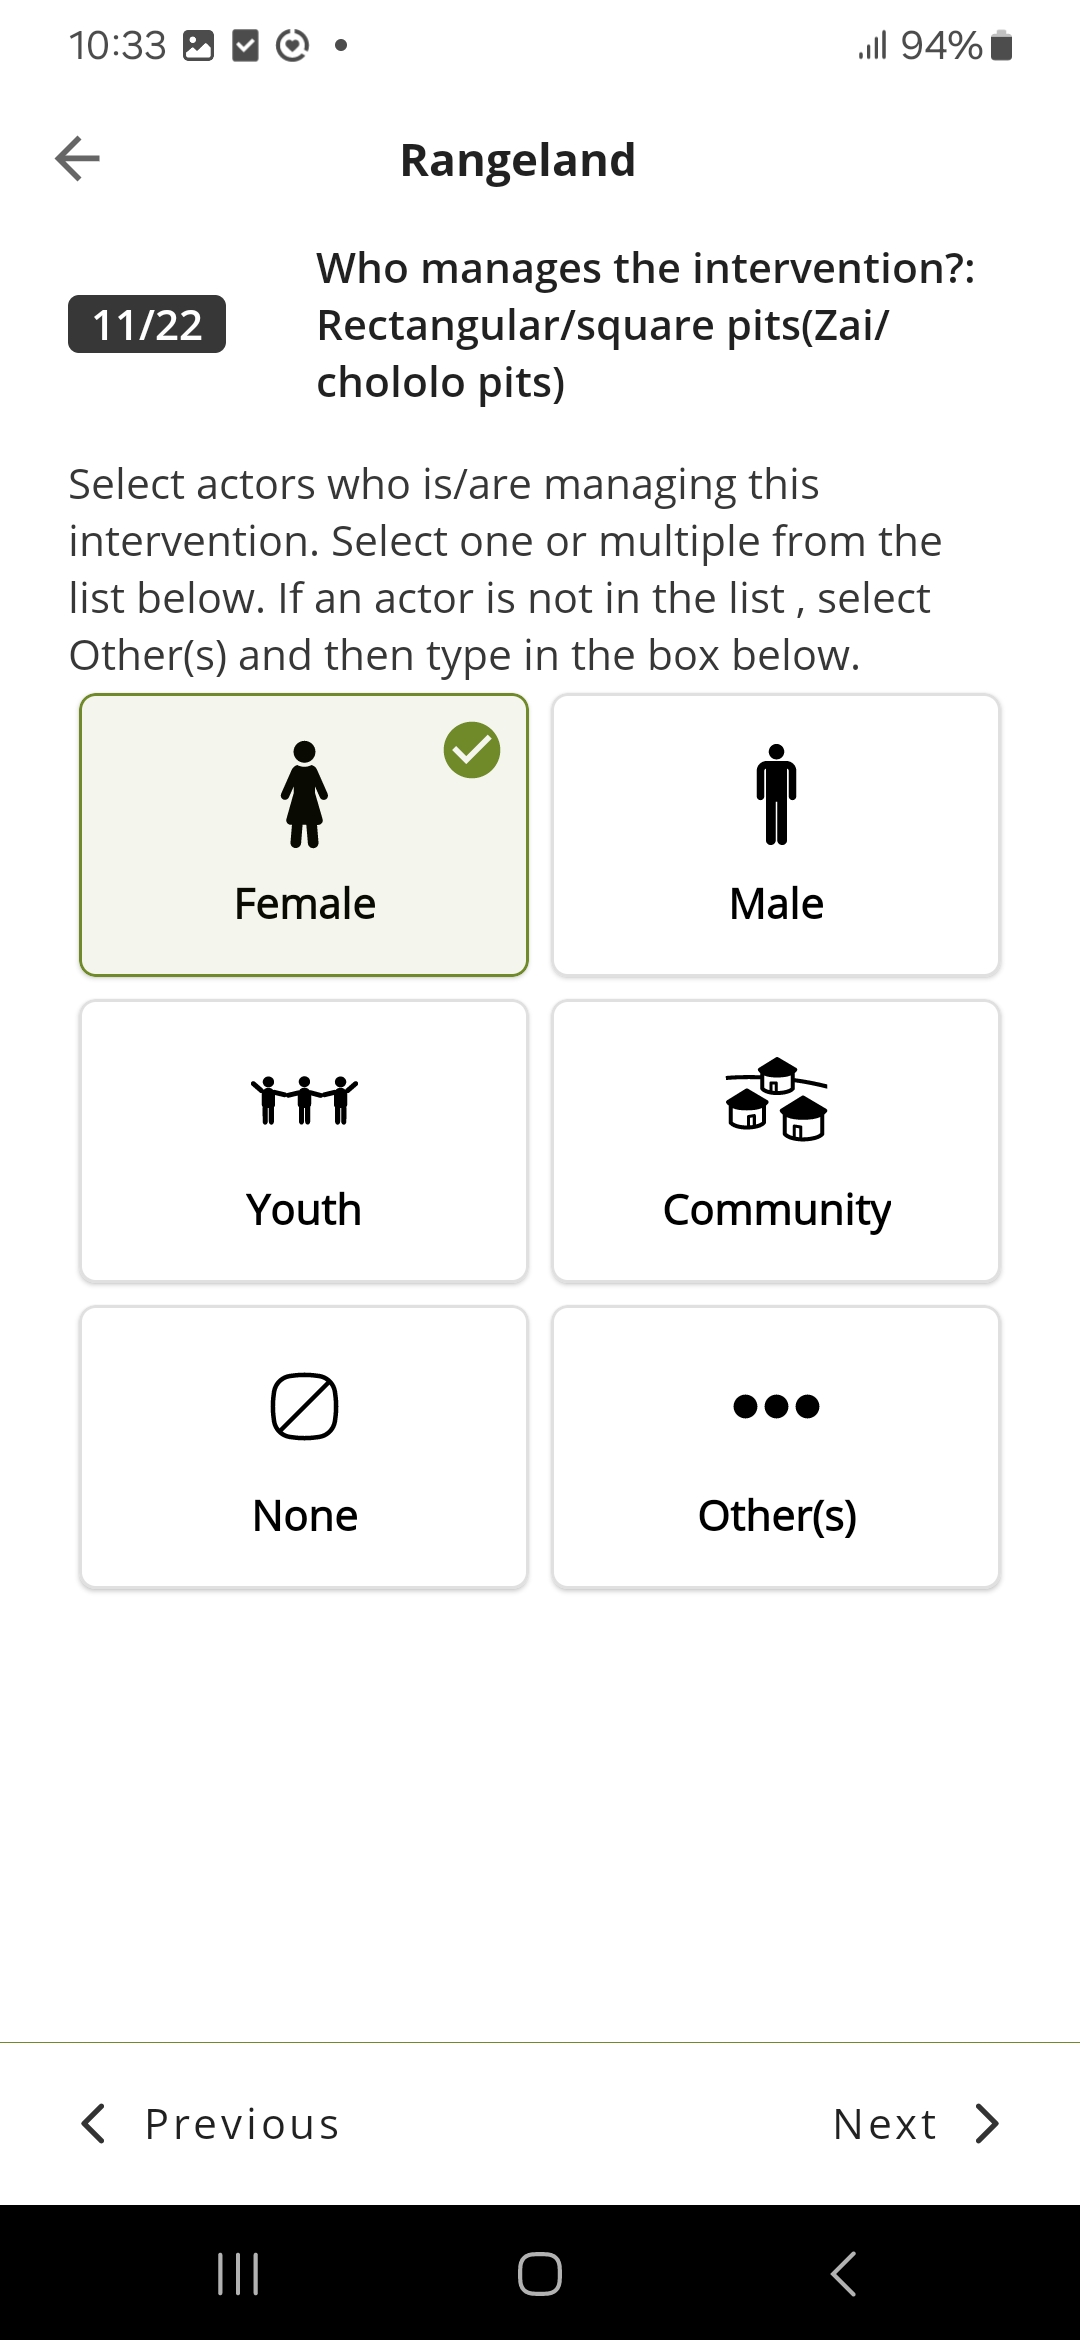 10:33
94%
Rangeland
11/22
Who manages the intervention?:
Rectangular/square pits(Zai/
chololo pits)
Select actors who is/are managing this
intervention. Select one or multiple from the
list below. If an actor is not in the list , select
Other(s) and then type in the box below.
Female
Male
Youth
Community
None
Other(s)
Previous
Next